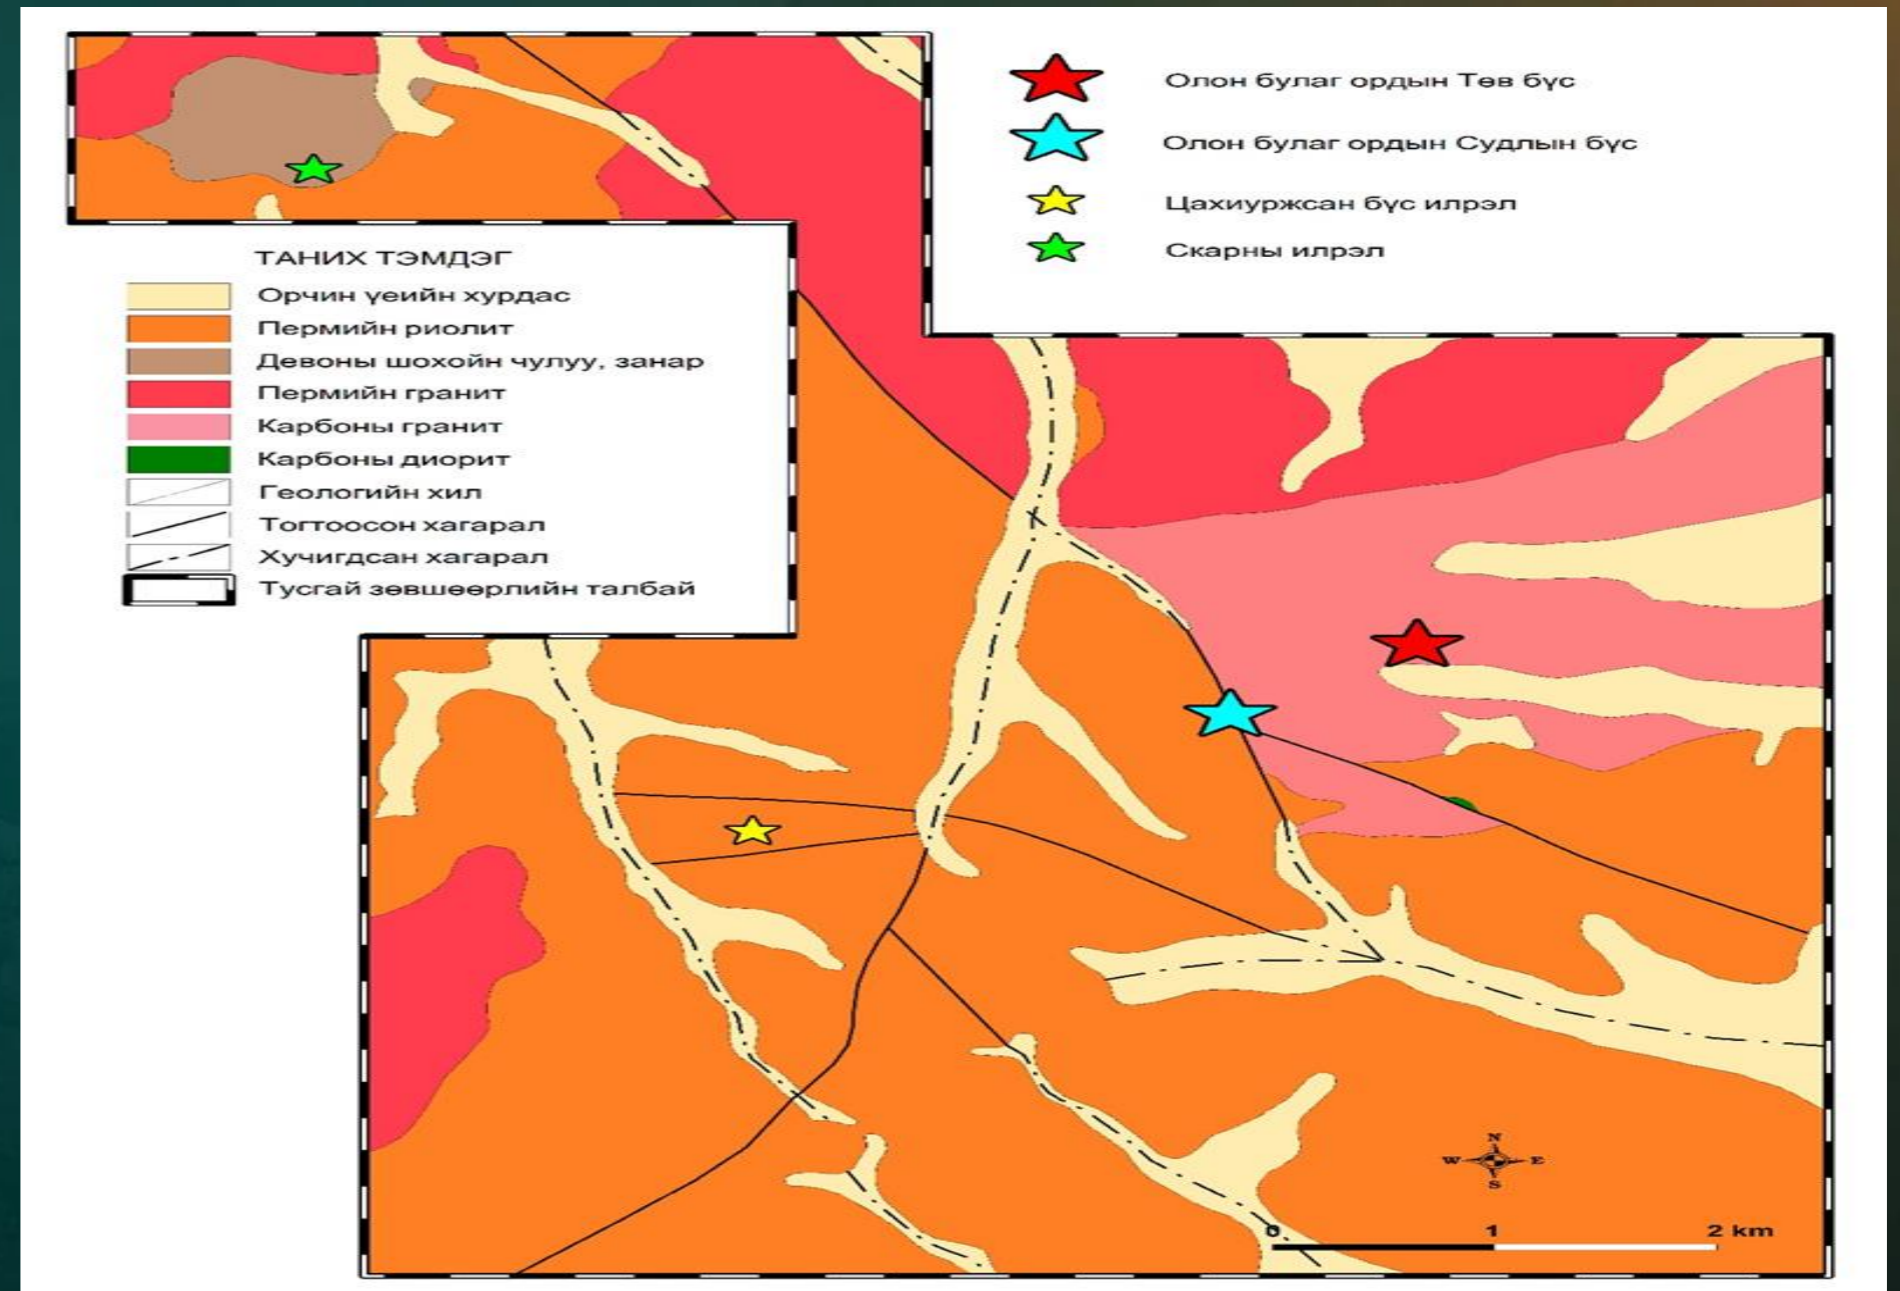 Олон булаг ордын Төв бүс
Олон булаг ордын Судлын бүс
Цахиуржсан бүс илрэл
Скарны илрэл
ТАНИХ ТЭМДЭГ
Орчин үеийн хурдас
Пермийн риолит
Девоны шохойн чулуу, занар
Пермийн гранит
Карбоны гранит
Карбоны диорит
Геологийн хил
Тогтоосон хагарал
Хучигдсан хагарал
Тусгай зөвшөөрлийн талбай
N
W E
S
0 1 2 km